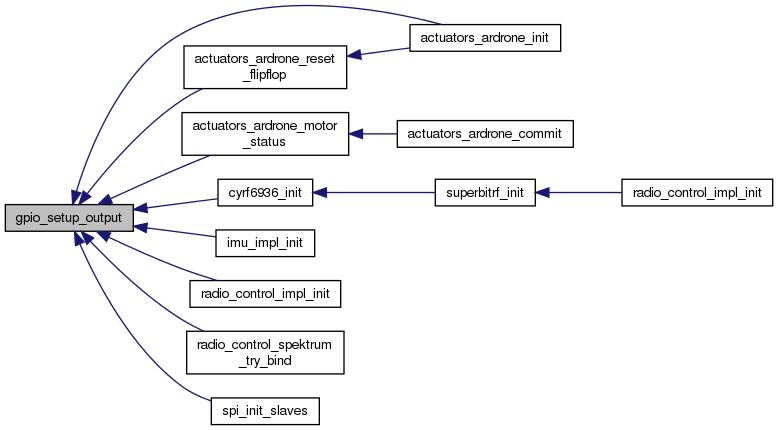 gpio_setup_output
actuators_ardrone_init
actuators_ardrone_reset
_flipflop
actuators_ardrone_motor
_status
actuators_ardrone_commit
cyrf6936_init
superbitrf_init
radio_control_impl_init
imu_impl_init
radio_control_impl_init
radio_control_spektrum
_try_bind
spi_init_slaves